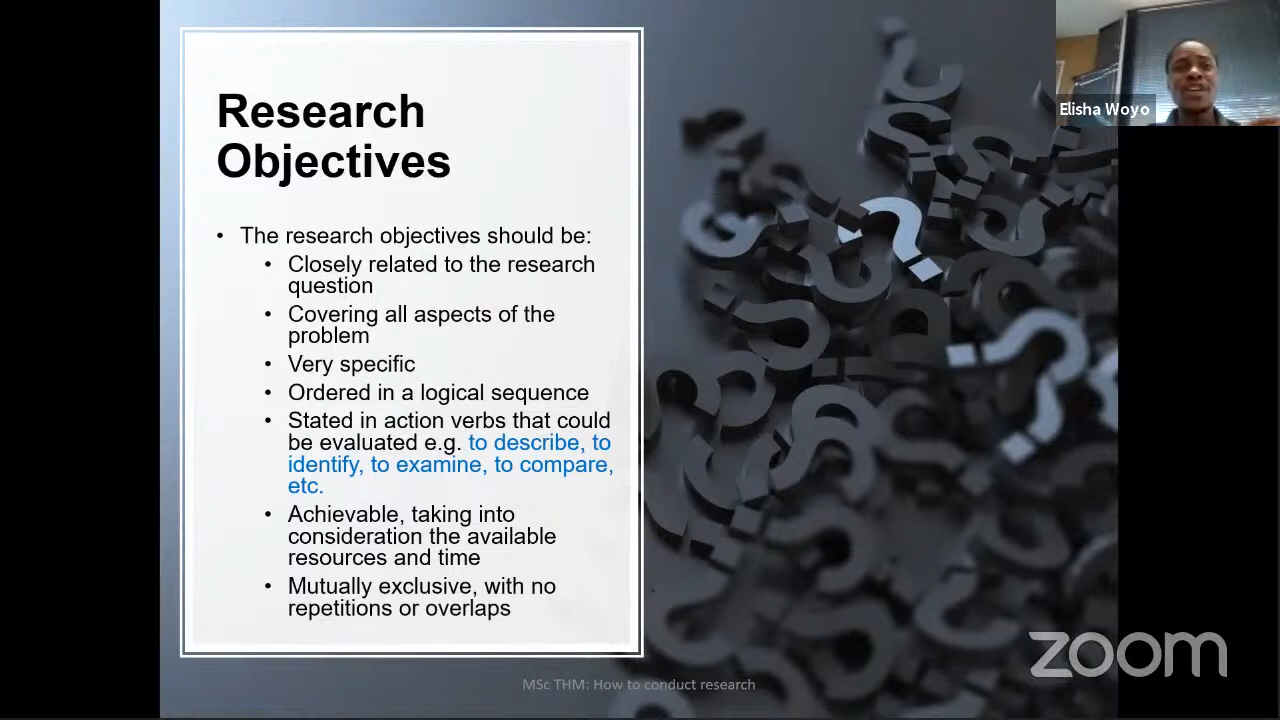 Research
Objectives
• The research objectives should be:
• Closely related to the research
question
• Covering all aspects of the
problem
• Very specific
• Ordered in a logical sequence
• Stated in action verbs that could
be evaluated e.g. to describe, to
identify, to examine, to compare,
etc.
• Achievable, taking into
consideration the available
resources and time
• Mutually exclusive, with no
repetitions or overlaps
MSc THM: How to conduct research
Elisha Woyo
zoom